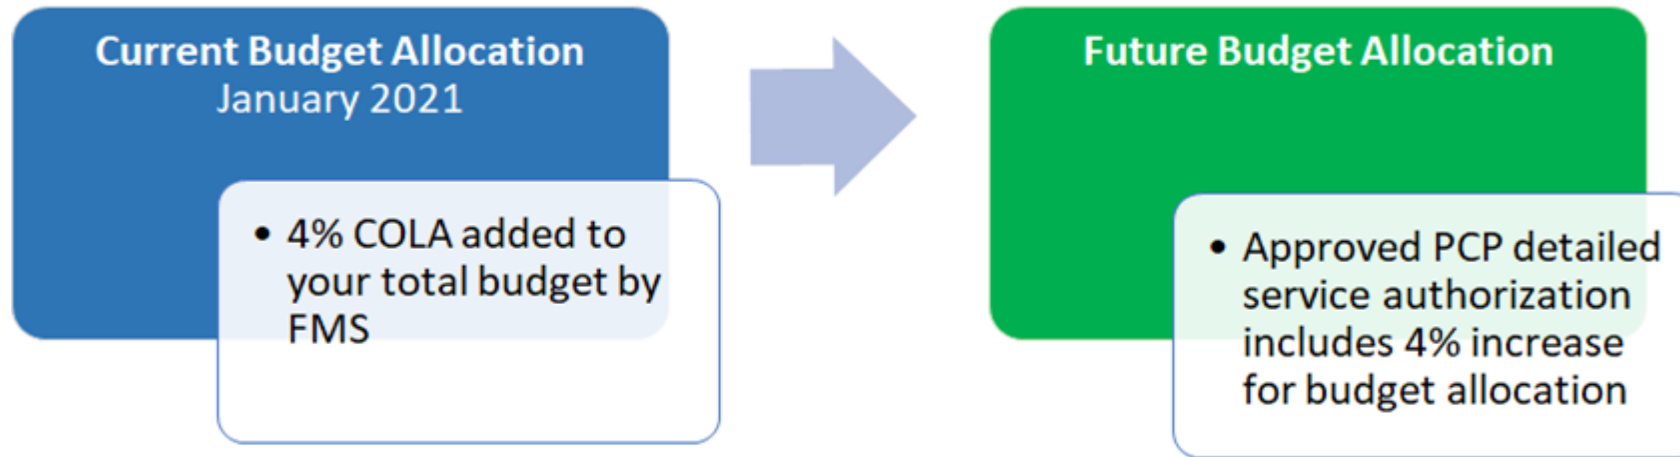 Current Budget Allocation
January 2021
• 4% COLA added to
your total budget by
FMS
Future Budget Allocation
• Approved PCP detailed
service authorization
includes 4% increase
for budget allocation